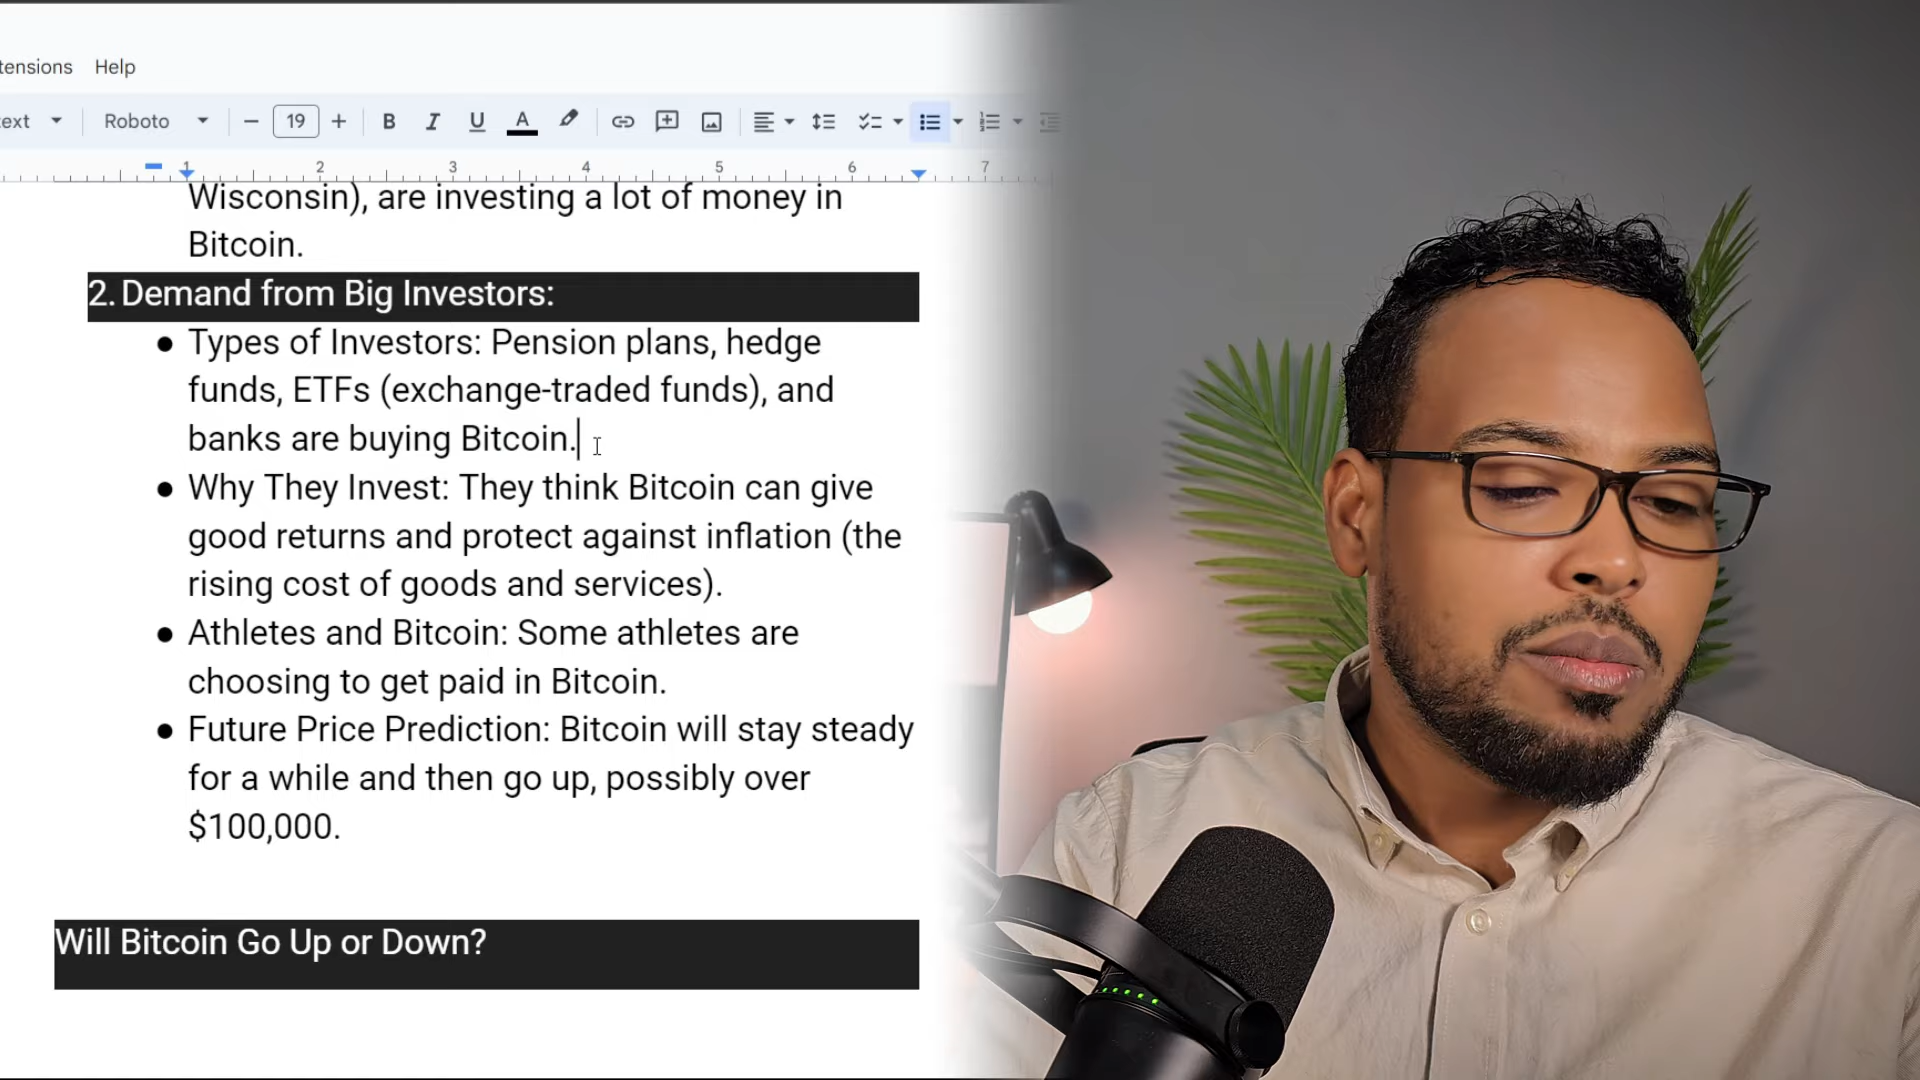 tensions Help
ext Roboto 19 B I U A
1 2 3 4 5 6 7
Wisconsin), are investing a lot of money in
Bitcoin.
2. Demand from Big Investors:
● Types of Investors: Pension plans, hedge
funds, ETFs (exchange-traded funds), and
banks are buying Bitcoin.
● Why They Invest: They think Bitcoin can give
good returns and protect against inflation (the
rising cost of goods and services).
● Athletes and Bitcoin: Some athletes are
choosing to get paid in Bitcoin.
● Future Price Prediction: Bitcoin will stay steady
for a while and then go up, possibly over
$100,000.
Will Bitcoin Go Up or Down?